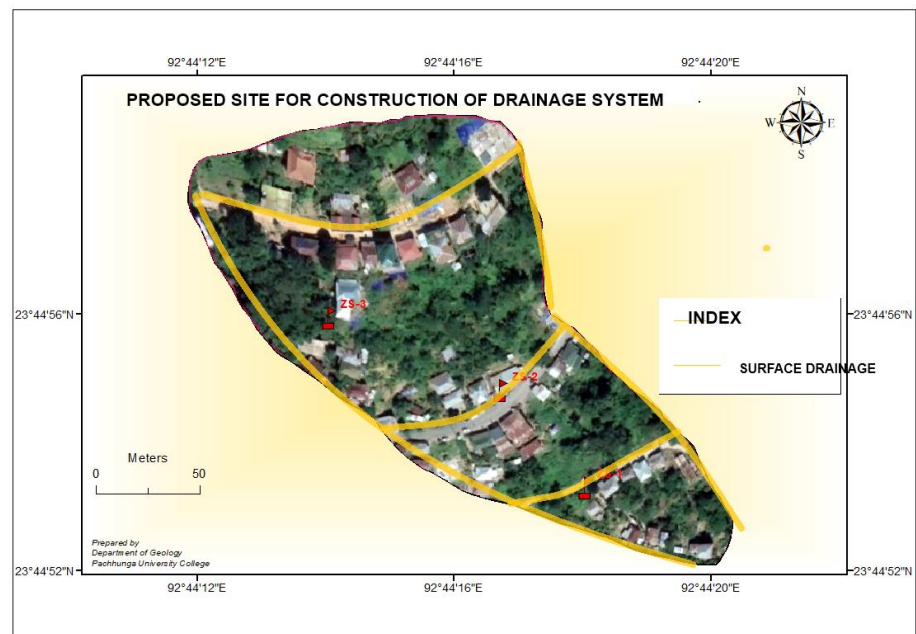 92°44'12"E
92°44'16"E
92°44'20"E
PROPOSED SITE FOR CONSTRUCTION OF DRAINAGE SYSTEM
N
W E
S
ZS-3
23°44'56"N
23°44'56"N
INDEX
ZS-2
SURFACE DRAINAGE
Meters
0 50
Prepared by
Department of Geology
Pachhunga University College
23°44'52"N
23°44'52"N
92°44'12"E
92°44'16"E
92°44'20"E